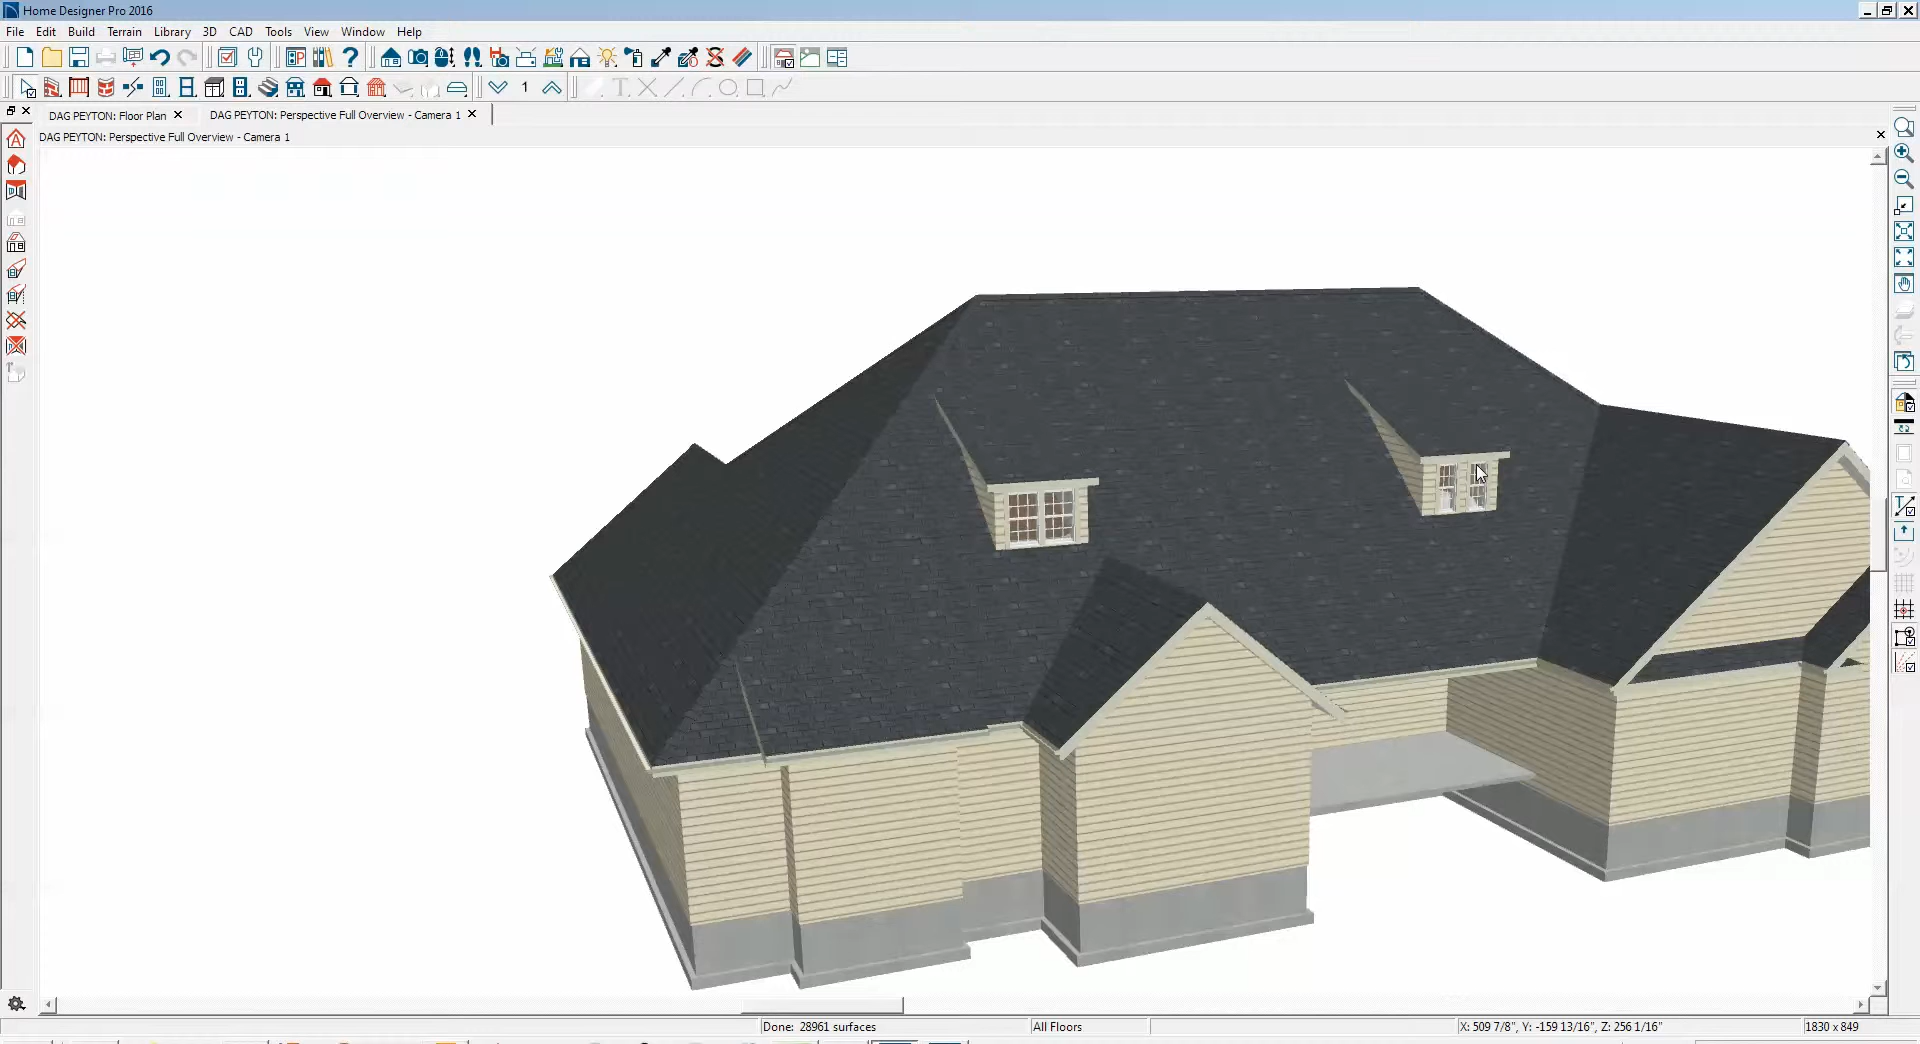 Home Designer Pro 2016
File Edit Build Terrain Library 3D CAD Tools View Window Help
1
DAG PEYTON: Floor Plan
DAG PEYTON: Perspective Full Overview - Camera 1
DAG PEYTON: Perspective Full Overview - Camera 1
Done: 28961 surfaces
All Floors
X: 509 7/8", Y: -159 13/16", Z: 256 1/16"
1830 x 849